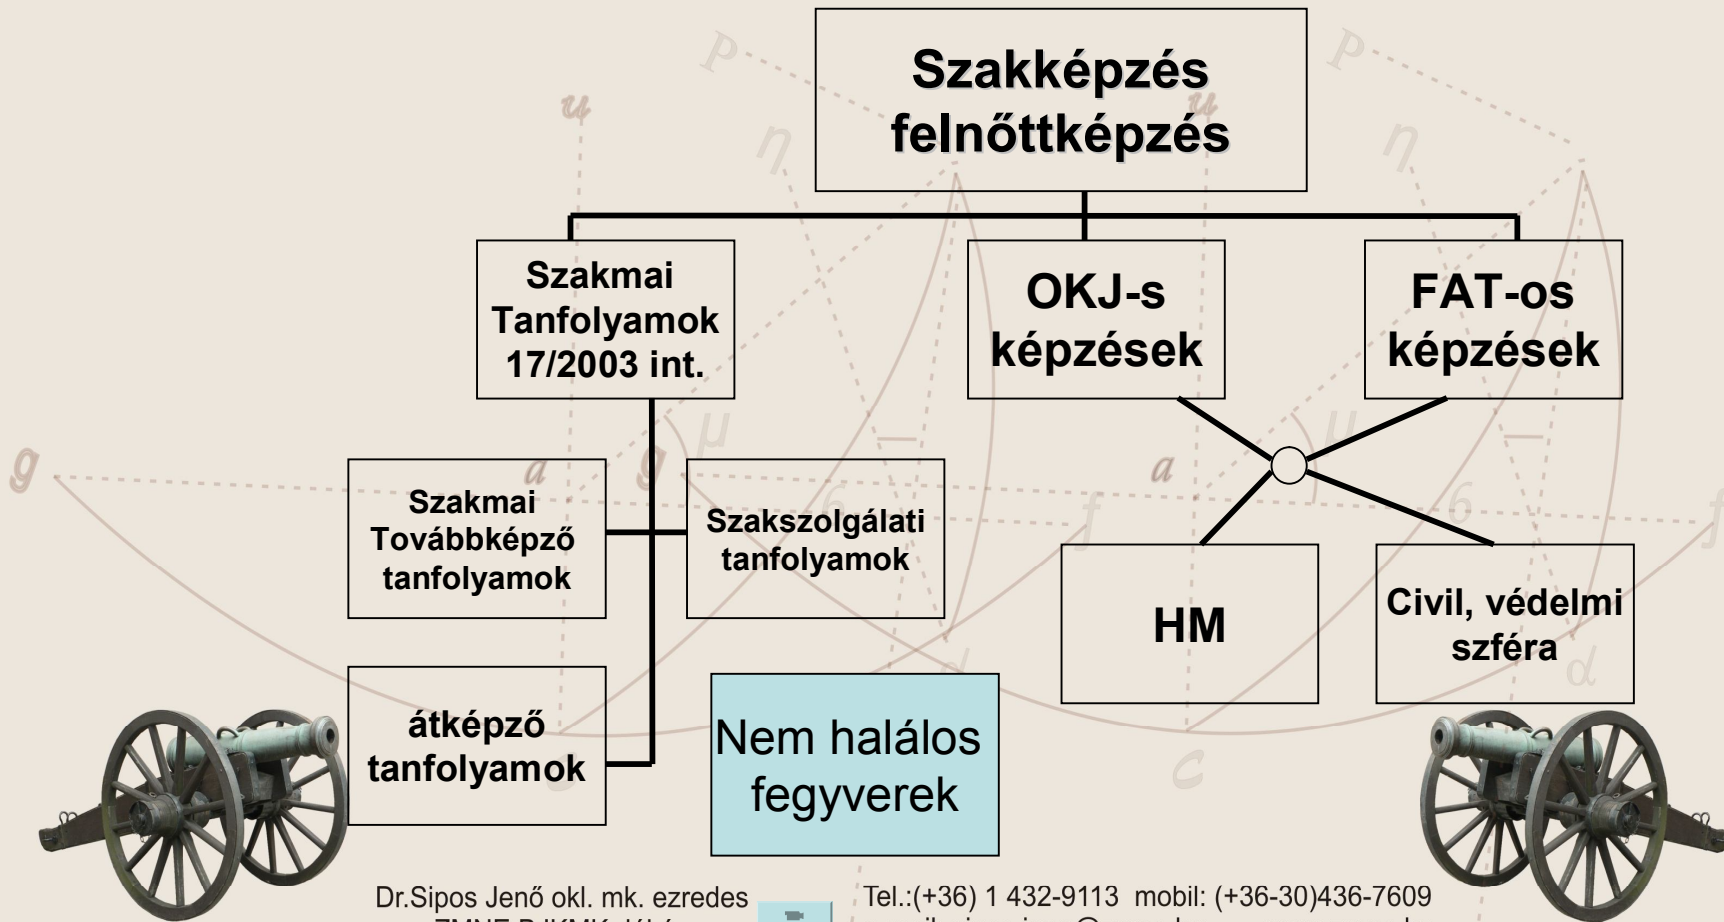 Szakképzés
felnőttképzés
Szakmai
Tanfolyamok
17/2003 int.
OKJ-s
képzések
FAT-os
képzések
Szakmai
Továbbképző
tanfolyamok
Szakszolgálati
tanfolyamok
HM
Civil, védelmi
szféra
átképző
tanfolyamok
Nem halálos
fegyverek
Dr.Sipos Jenő okl. mk. ezredes
Tel.:(+36) 1 432-9113 mobil: (+36-30)436-7609
P
u
η
μ
g
a
6
f
d
c
P
u
η
μ
g
a
6
f
d
c